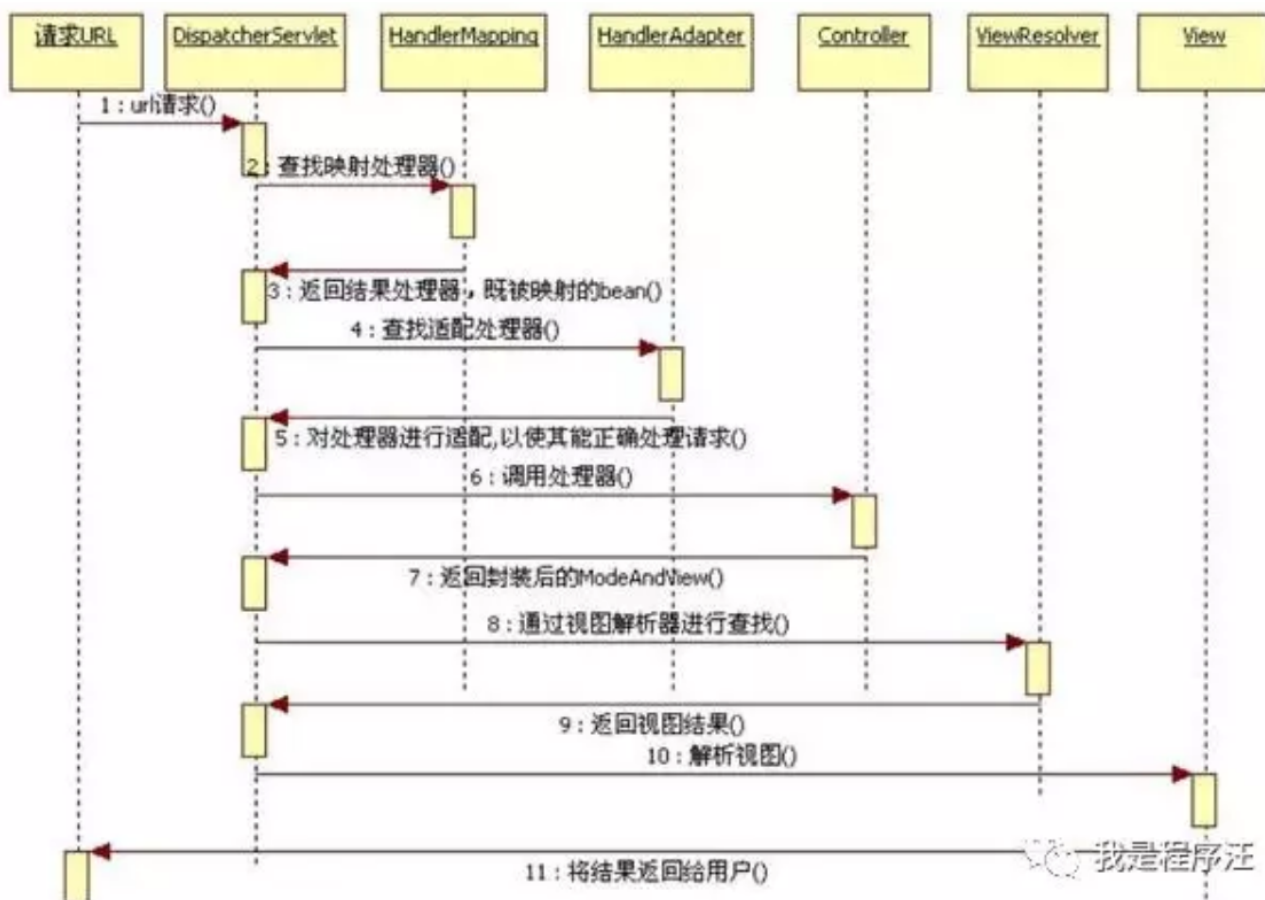 请求URL
DispatcherServlet
HandlerMapping
HandlerAdapter
Controller
ViewResolver
View
1 : url请求()
2 : 查找映射处理器()
3 : 返回结果处理器，既被映射的bean()
4 : 查找适配处理器()
5 : 对处理器进行适配,以使其能正确处理请求()
6 : 调用处理器()
7 : 返回封装后的ModeAndView()
8 : 通过视图解析器进行查找()
9 : 返回视图结果()
10 : 解析视图()
11 : 将结果返回给用户()
我是程序汪